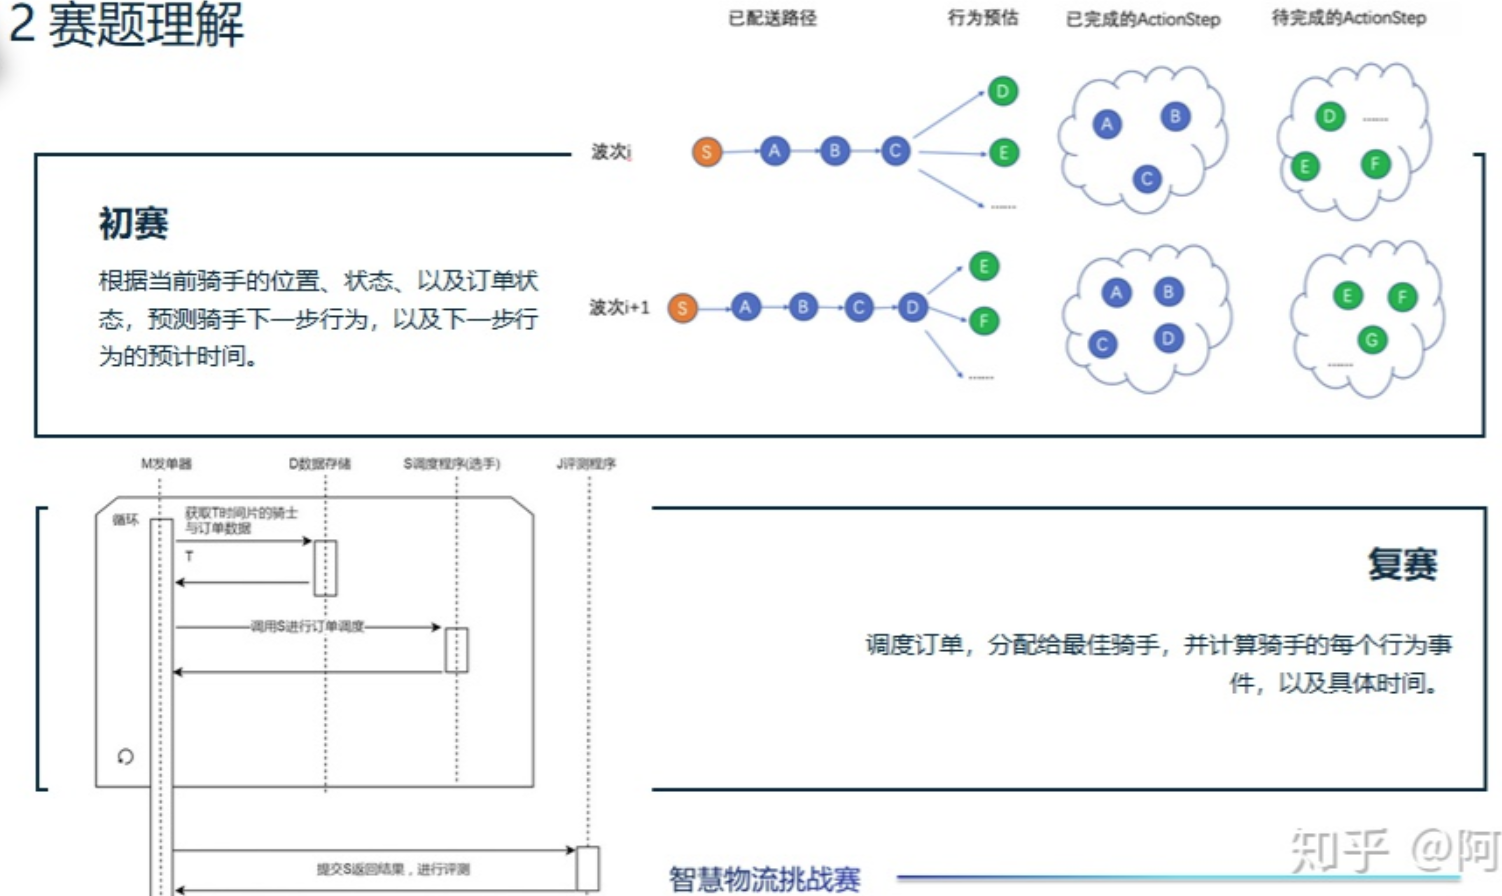 2 赛题理解
已配送路径
行为预估
已完成的ActionStep
待完成的ActionStep
波次i
S
A
B
C
D
E
......
A
B
C
D
......
E
F
初赛
根据当前骑手的位置、状态、以及订单状
态，预测骑手下一步行为，以及下一步行
为的预计时间。
波次i+1
S
A
B
C
D
E
F
......
A
B
C
D
E
F
G
......
M发单器
D数据存储
S调度程序(选手)
J评测程序
循环
获取T时间片的骑士
与订单数据
T
调用S进行订单调度
提交S返回结果，进行评测
复赛
调度订单，分配给最佳骑手，并计算骑手的每个行为事
件，以及具体时间。
智慧物流挑战赛
知乎 @阿